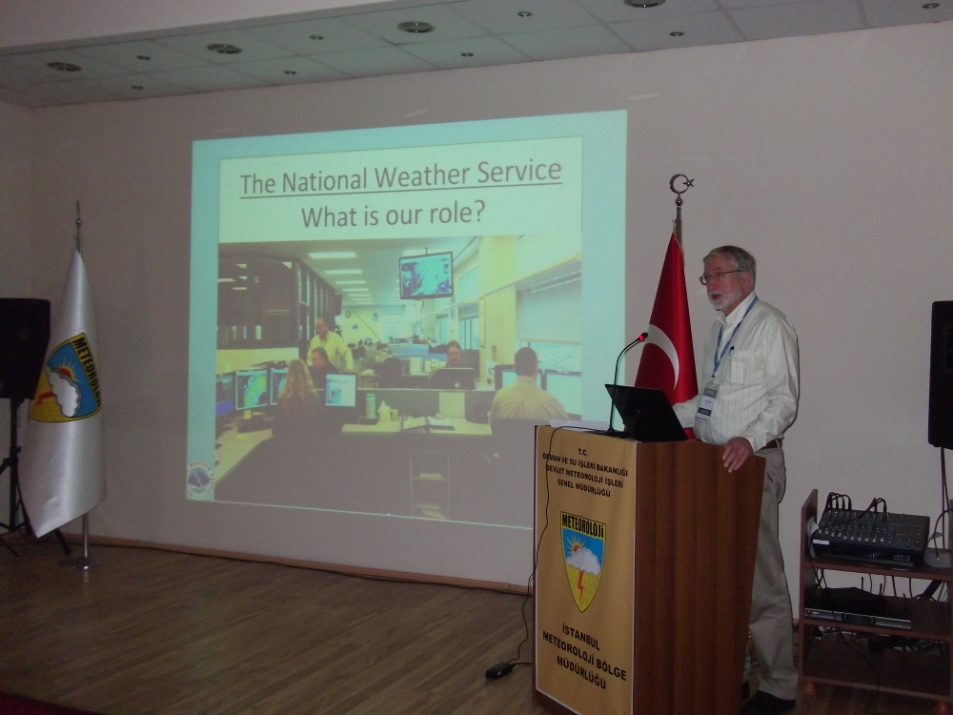 The National Weather Service
What is our role?
METEOROLOJİ
T.C.
ORMAN VE SU İŞLERİ BAKANLIĞI
DEVLET METEOROLOJİ İŞLERİ
GENEL MÜDÜRLÜĞÜ
METEOROLOJİ
İSTANBUL
METEOROLOJİ BÖLGE
MÜDÜRLÜĞÜ